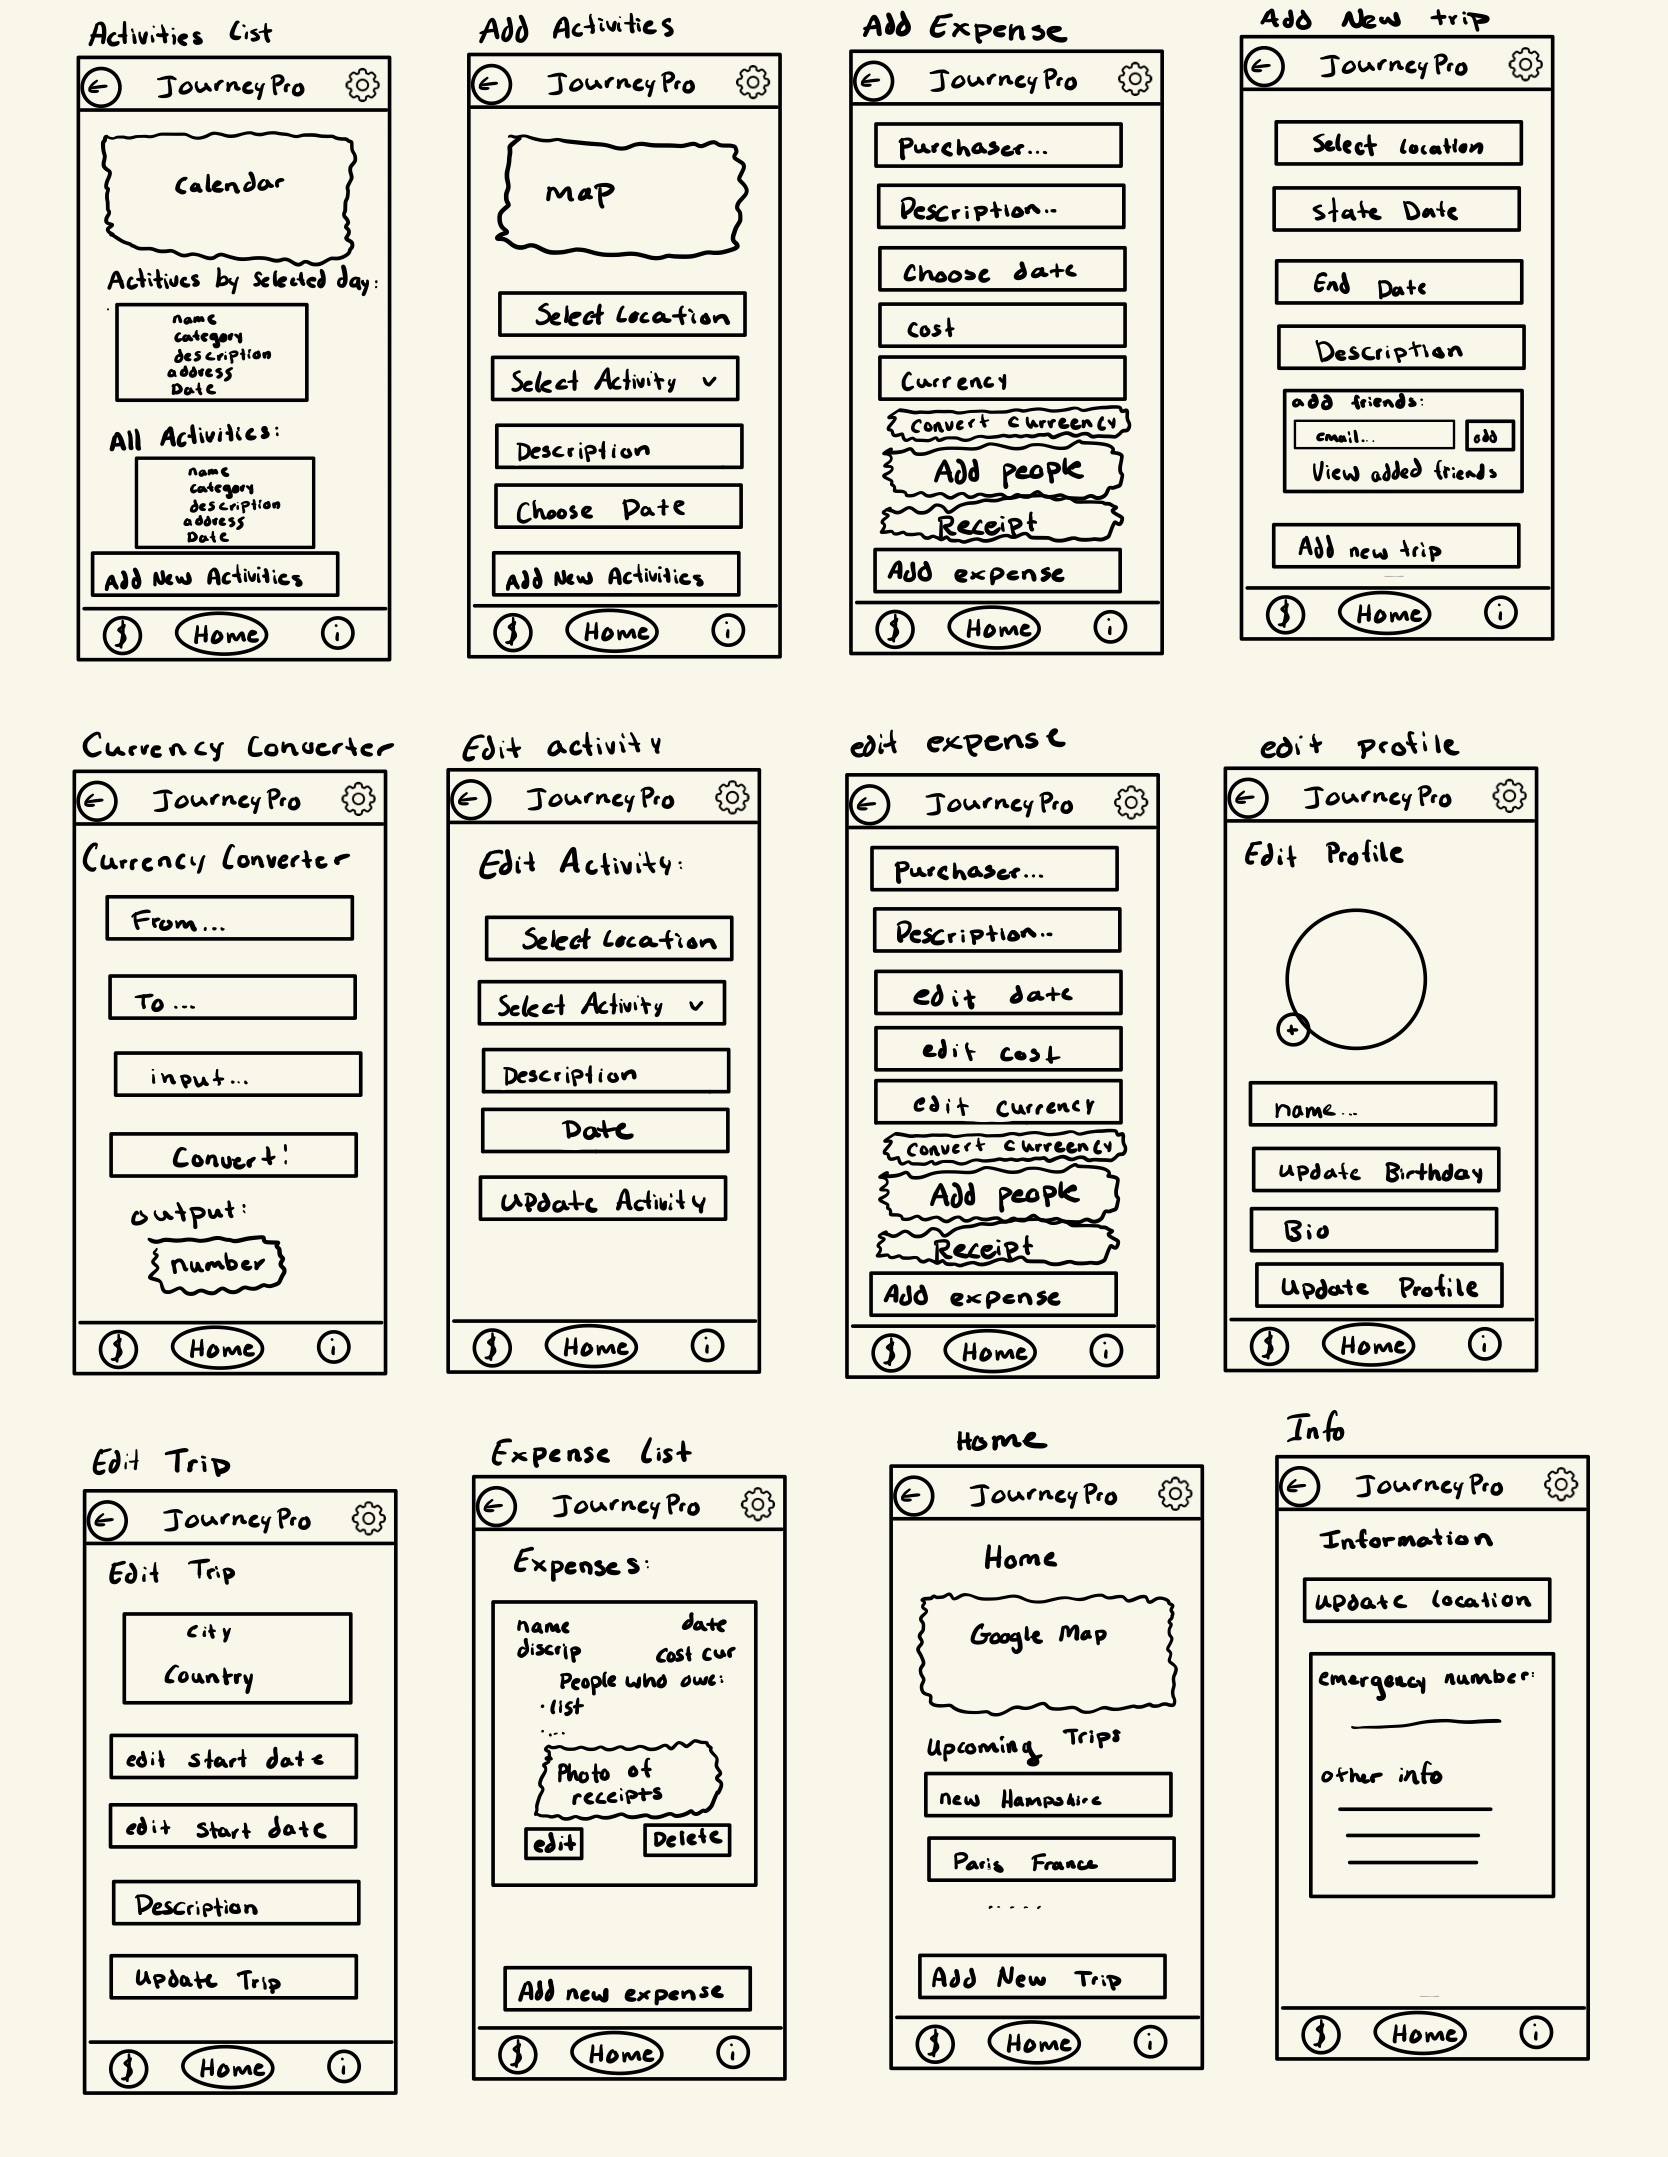 Activities List
← JourneyPro
Calendar
Actitives by selected day:
name
category
description
address
Date
All Activities:
name
category
description
address
Date
Add New Activities
$ Home i
Add Activities
← JourneyPro
map
Select Location
Select Activity ∨
Description
Choose Date
Add New Activities
$ Home i
Add Expense
← JourneyPro
Purchaser...
Description...
Choose date
cost
Currency
Convert Curreency
Add people
Receipt
Add expense
$ Home i
Add New trip
← JourneyPro
Select Location
State Date
End Date
Description
add friends:
email... add
View added friends
Add new trip
$ Home i
Currency Converter
← JourneyPro
Currency Converter
From...
To...
input...
Convert!
output:
number
$ Home i
Edit activity
← JourneyPro
Edit Activity:
Select Location
Select Activity ∨
Description
Date
Update Activity
$ Home i
edit expense
← JourneyPro
Purchaser...
Description...
edit date
edit cost
edit currency
Convert Curreency
Add people
Receipt
Add expense
$ Home i
edit profile
← JourneyPro
Edit Profile
+
name...
update Birthday
Bio
Update Profile
$ Home i
Edit Trip
← JourneyPro
Edit Trip
City
Country
edit start date
edit start date
Description
Update Trip
$ Home i
Expense List
← JourneyPro
Expenses:
name date
discrip cost cur
People who owe:
· list
· ...
Photo of
receipts
edit Delete
Add new expense
$ Home i
Home
← JourneyPro
Home
Google Map
Upcoming Trips
new Hampshire
Paris France
.....
Add New Trip
$ Home i
Info
← JourneyPro
Information
update location
emergency number:
other info
$ Home i